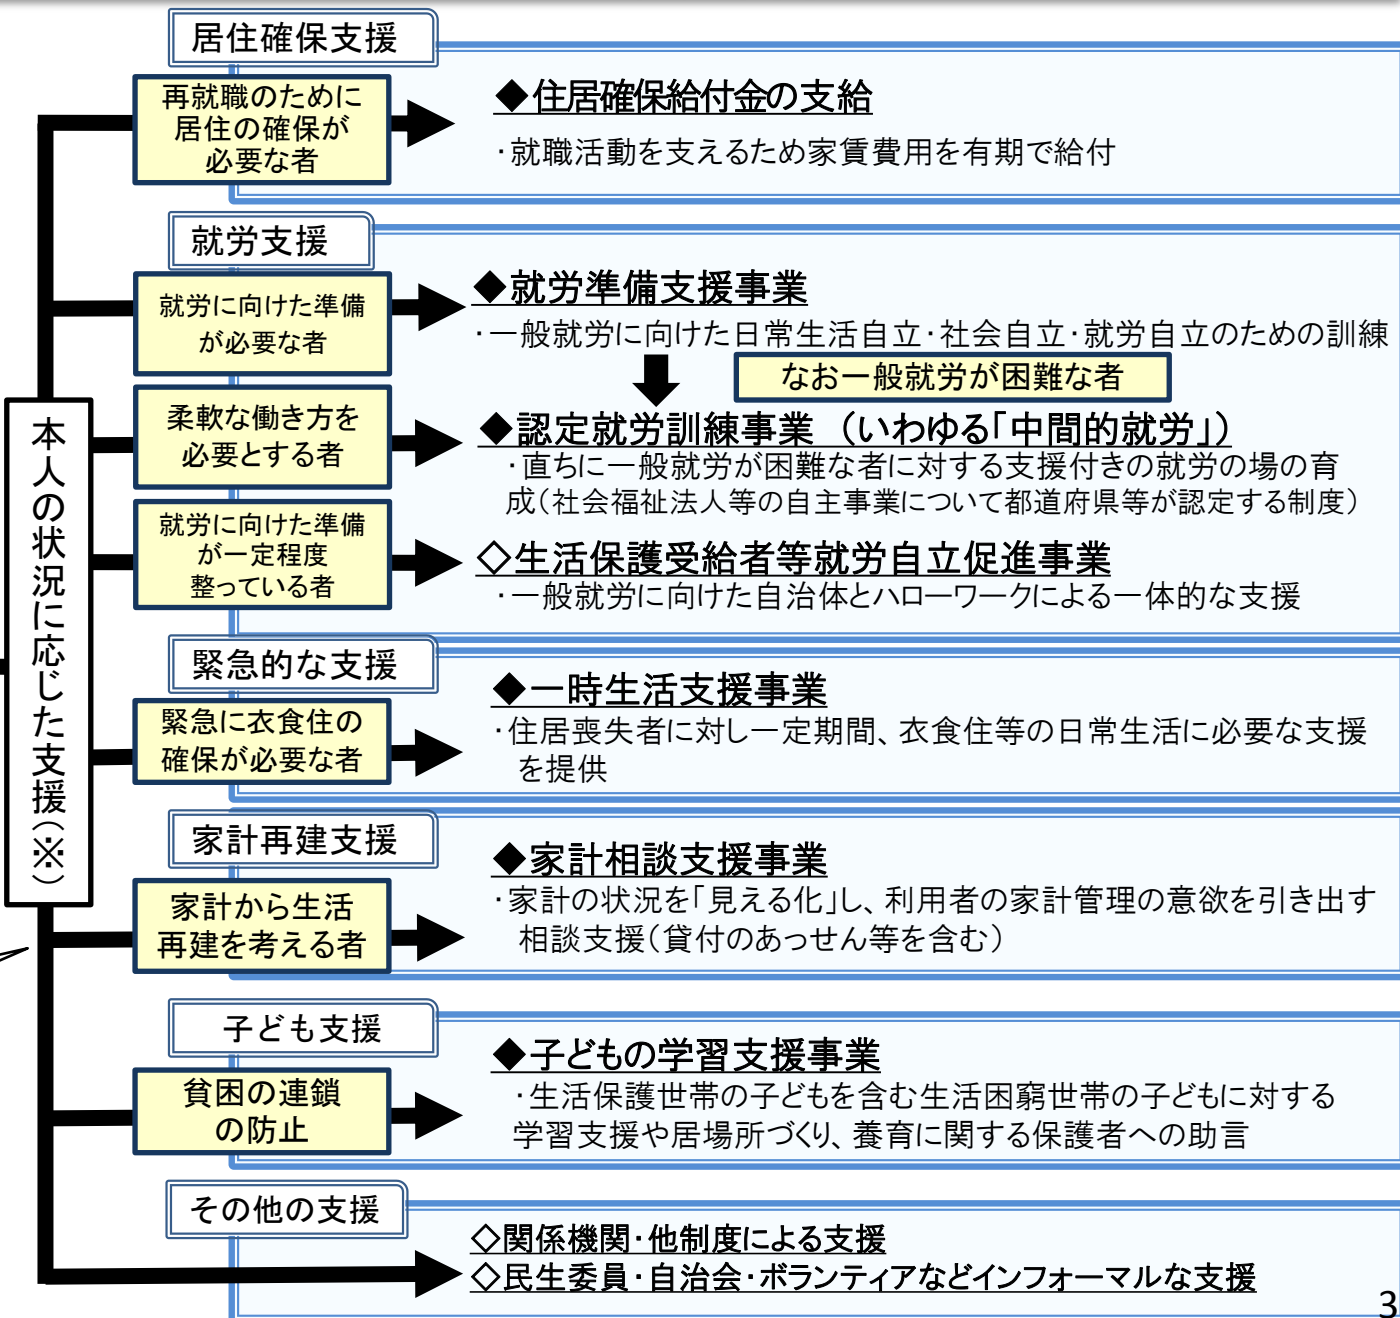 本人の状況に応じた支援（※）
居住確保支援
再就職のために
居住の確保が
必要な者
◆住居確保給付金の支給
・就職活動を支えるため家賃費用を有期で給付
就労支援
就労に向けた準備
が必要な者
◆就労準備支援事業
・一般就労に向けた日常生活自立・社会自立・就労自立のための訓練
なお一般就労が困難な者
柔軟な働き方を
必要とする者
◆認定就労訓練事業　（いわゆる「中間的就労」）
・直ちに一般就労が困難な者に対する支援付きの就労の場の育
成（社会福祉法人等の自主事業について都道府県等が認定する制度）
就労に向けた準備
が一定程度
整っている者
◇生活保護受給者等就労自立促進事業
・一般就労に向けた自治体とハローワークによる一体的な支援
緊急的な支援
緊急に衣食住の
確保が必要な者
◆一時生活支援事業
・住居喪失者に対し一定期間、衣食住等の日常生活に必要な支援
を提供
家計再建支援
家計から生活
再建を考える者
◆家計相談支援事業
・家計の状況を「見える化」し、利用者の家計管理の意欲を引き出す
相談支援（貸付のあっせん等を含む）
子ども支援
貧困の連鎖
の防止
◆子どもの学習支援事業
・生活保護世帯の子どもを含む生活困窮世帯の子どもに対する
学習支援や居場所づくり、養育に関する保護者への助言
その他の支援
◇関係機関・他制度による支援
◇民生委員・自治会・ボランティアなどインフォーマルな支援
3